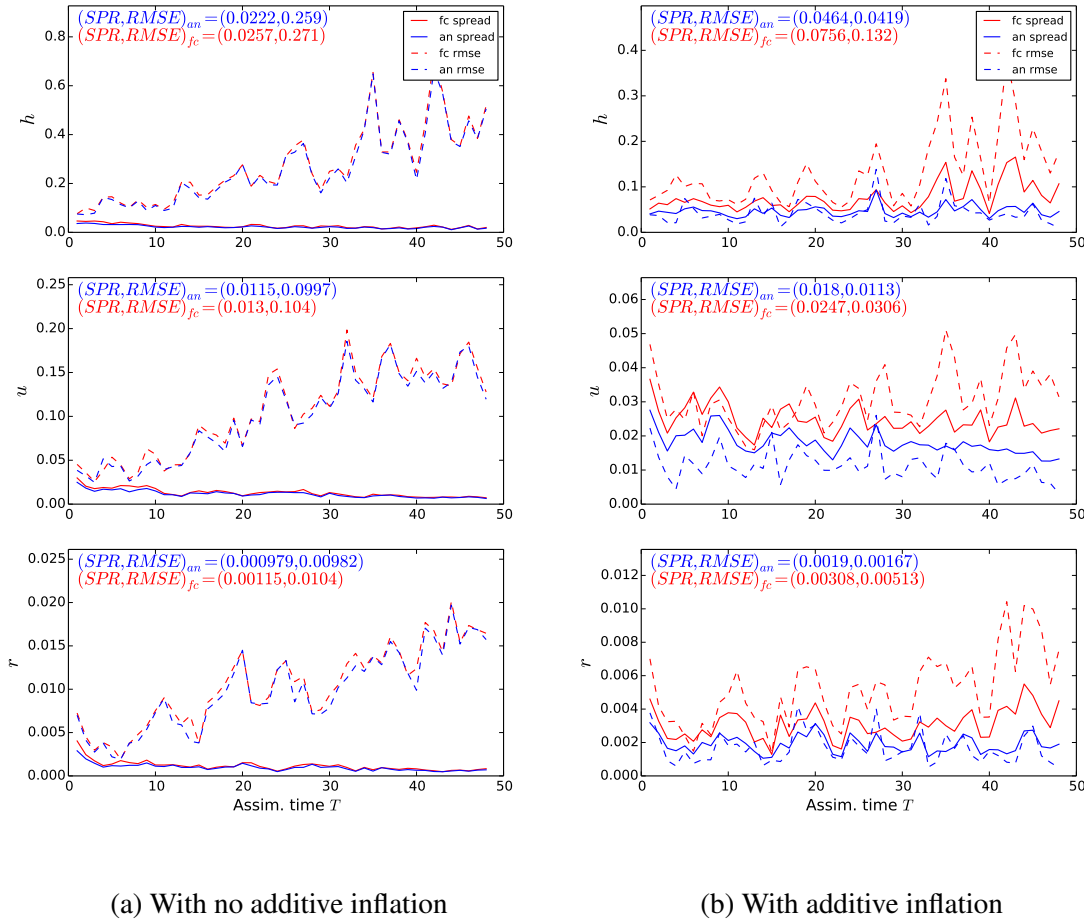 (SPR,RMSE)an=(0.0222,0.259)
(SPR,RMSE)fc=(0.0257,0.271)
fc spread
an spread
fc rmse
an rmse
h
0.8
0.6
0.4
0.2
0.0
0 10 20 30 40 50
(SPR,RMSE)an=(0.0464,0.0419)
(SPR,RMSE)fc=(0.0756,0.132)
fc spread
an spread
fc rmse
an rmse
h
0.4
0.3
0.2
0.1
0.0
0 10 20 30 40 50
(SPR,RMSE)an=(0.0115,0.0997)
(SPR,RMSE)fc=(0.013,0.104)
u
0.25
0.20
0.15
0.10
0.05
0.00
0 10 20 30 40 50
(SPR,RMSE)an=(0.018,0.0113)
(SPR,RMSE)fc=(0.0247,0.0306)
u
0.06
0.05
0.04
0.03
0.02
0.01
0.00
0 10 20 30 40 50
(SPR,RMSE)an=(0.000979,0.00982)
(SPR,RMSE)fc=(0.00115,0.0104)
r
0.025
0.020
0.015
0.010
0.005
0.000
0 10 20 30 40 50
Assim. time T
(SPR,RMSE)an=(0.0019,0.00167)
(SPR,RMSE)fc=(0.00308,0.00513)
r
0.012
0.010
0.008
0.006
0.004
0.002
0.000
0 10 20 30 40 50
Assim. time T
(a) With no additive inflation
(b) With additive inflation